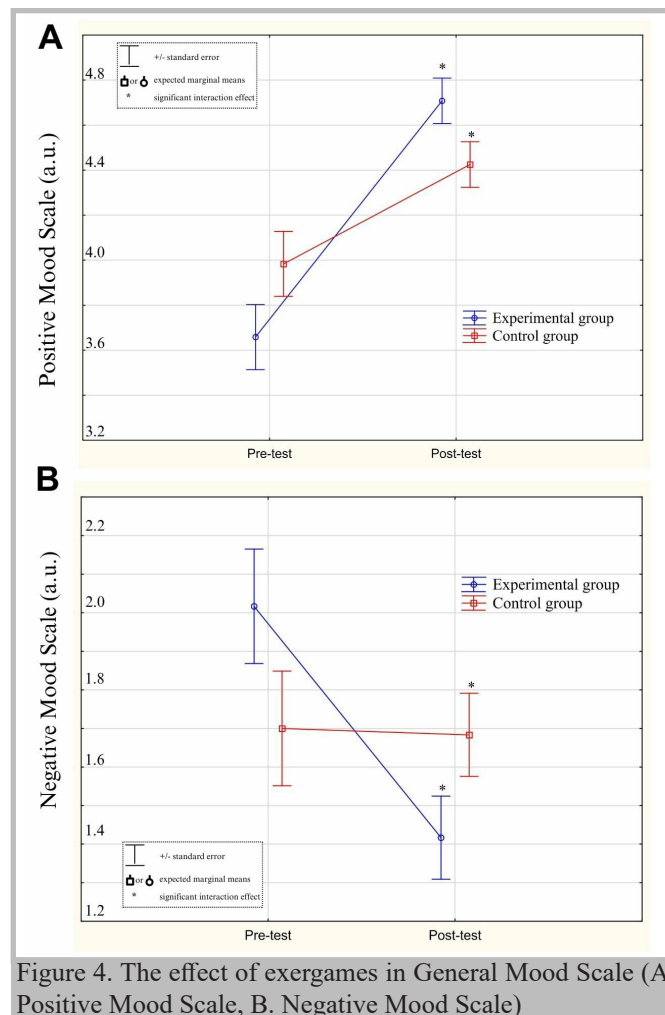 A
+/- standard error
or expected marginal means
* significant interaction effect
Positive Mood Scale (a.u.)
4.8
4.4
4.0
3.6
3.2
*
*
Experimental group
Control group
Pre-test Post-test
B
Negative Mood Scale (a.u.)
2.2
2.0
1.8
1.6
1.4
1.2
Experimental group
Control group
*
*
+/- standard error
or expected marginal means
* significant interaction effect
Pre-test Post-test
Figure 4. The effect of exergames in General Mood Scale (A
Positive Mood Scale, B. Negative Mood Scale)